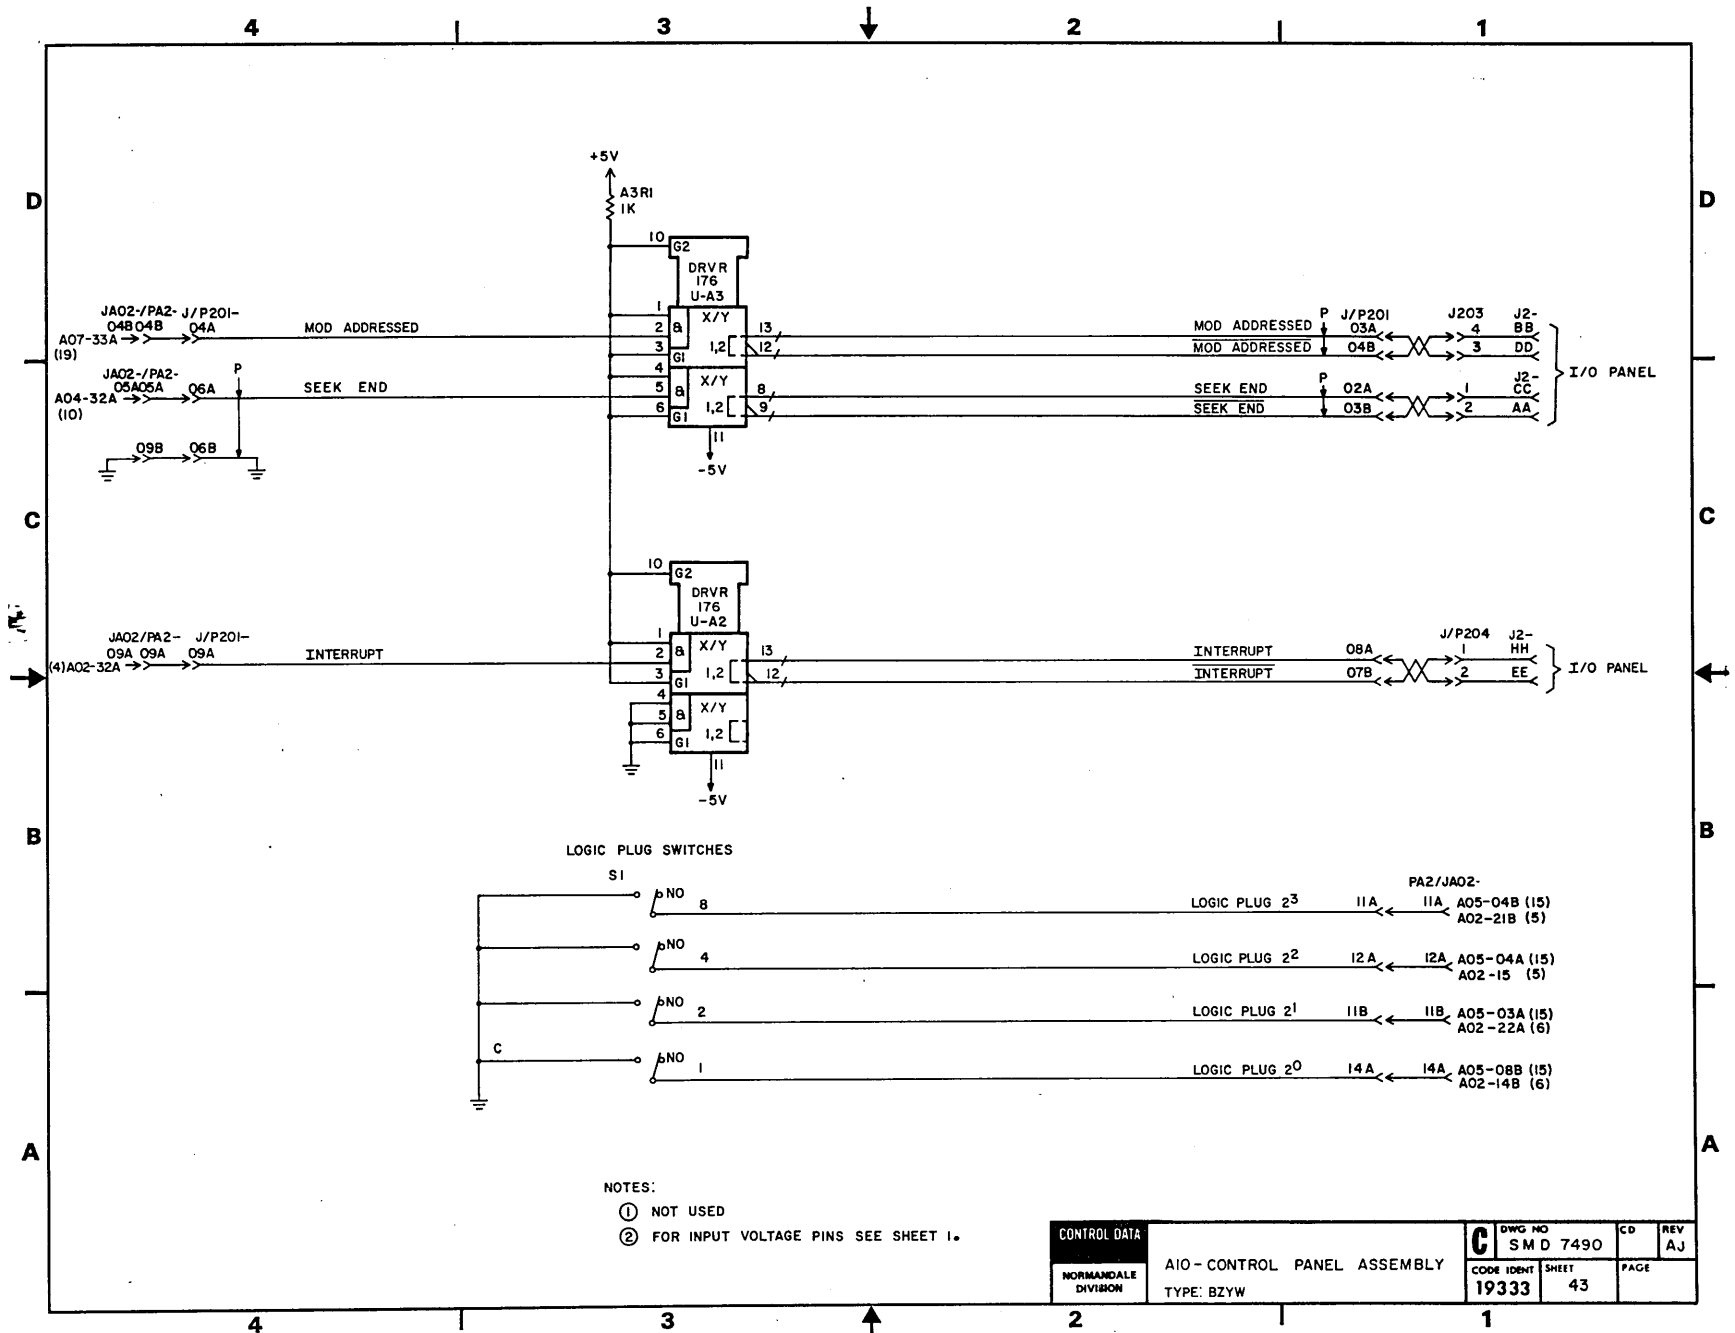 4 3 2 1
+5V
A3R1
1K
D D
10 G2
DRVR
176
U-A3
JA02-/PA2- J/P201-
04B 04B 04A
A07-33A
(19)
MOD ADDRESSED
1
2 &
3 G1
X/Y
1,2
13
12
MOD ADDRESSED
MOD ADDRESSED
P J/P201
03A
04B
J203
4
3
J2-
BB
DD
JA02-/PA2-
05A 05A 06A
A04-32A
(10)
P
SEEK END
4
5 &
6 G1
X/Y
1,2
8
9
SEEK END
SEEK END
P
02A
03B
1
2
J2-
CC
AA
I/O PANEL
11
-5V
09B 06B
C C
10 G2
DRVR
176
U-A2
JA02/PA2- J/P201-
09A 09A 09A
(4)A02-32A
INTERRUPT
1
2 &
3 G1
X/Y
1,2
13
12
INTERRUPT
INTERRUPT
08A
07B
J/P204
1
2
J2-
HH
EE
I/O PANEL
4
5 &
6 G1
X/Y
1,2
11
-5V
B B
LOGIC PLUG SWITCHES
S1
PA2/JA02-
NO
8
LOGIC PLUG 2³ 11A 11A A05-04B (15)
A02-21B (5)
NO
4
LOGIC PLUG 2² 12A 12A A05-04A (15)
A02-15 (5)
NO
2
LOGIC PLUG 2¹ 11B 11B A05-03A (15)
A02-22A (6)
C
NO
1
LOGIC PLUG 2⁰ 14A 14A A05-08B (15)
A02-14B (6)
A A
NOTES:
① NOT USED
② FOR INPUT VOLTAGE PINS SEE SHEET 1.
CONTROL DATA
NORMANDALE
DIVISION
A10-CONTROL PANEL ASSEMBLY
TYPE: BZYW
C
DWG NO
SMD 7490
CD
REV
AJ
CODE IDENT
19333
SHEET
43
PAGE
4 3 2 1